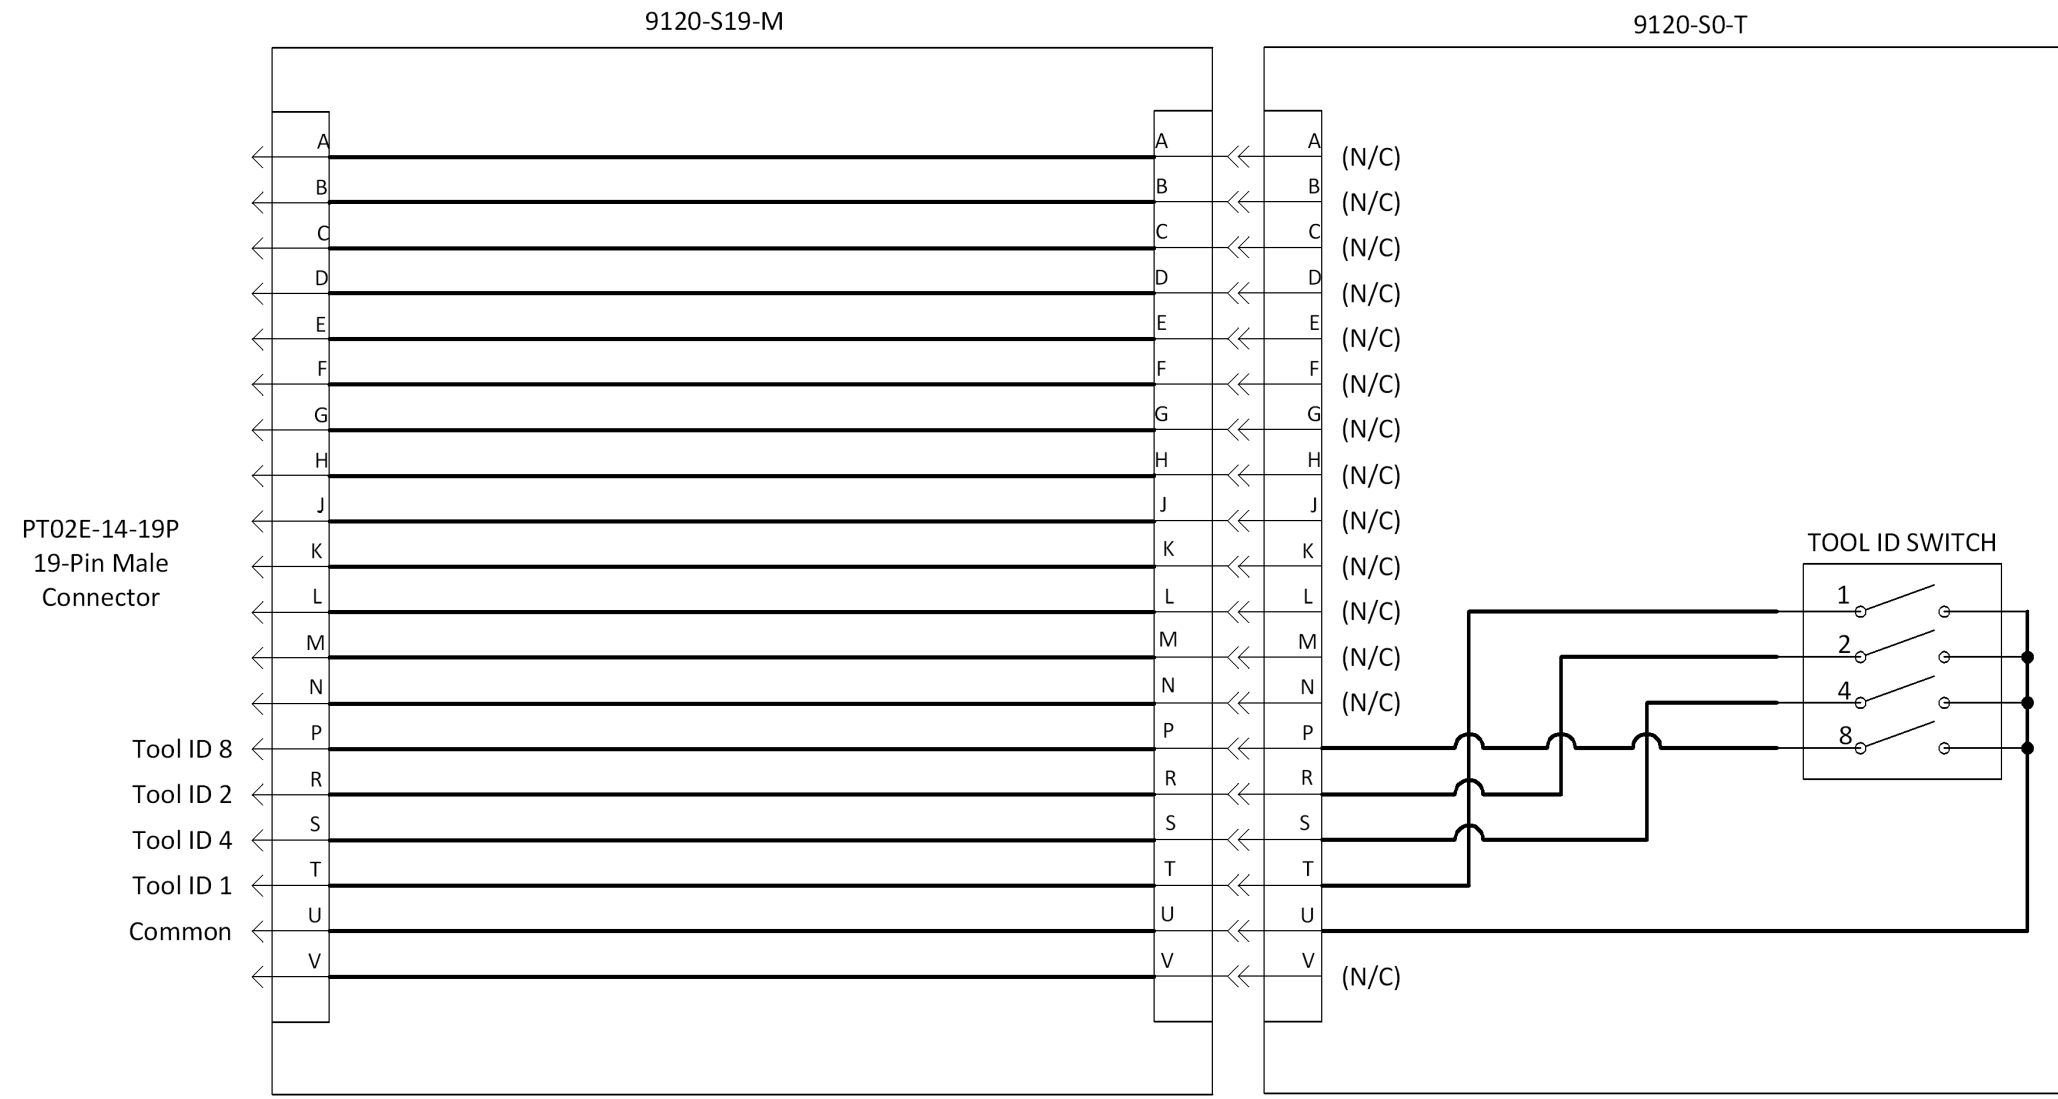 9120-S19-M
9120-S0-T
A A A (N/C)
B B B (N/C)
C C C (N/C)
D D D (N/C)
E E E (N/C)
F F F (N/C)
G G G (N/C)
H H H (N/C)
J J J (N/C)
PT02E-14-19P
19-Pin Male
Connector
K K K (N/C)
L L L (N/C)
M M M (N/C)
N N N (N/C)
TOOL ID SWITCH
1
2
4
8
Tool ID 8 P P P
Tool ID 2 R R R
Tool ID 4 S S S
Tool ID 1 T T T
Common U U U
V V V (N/C)